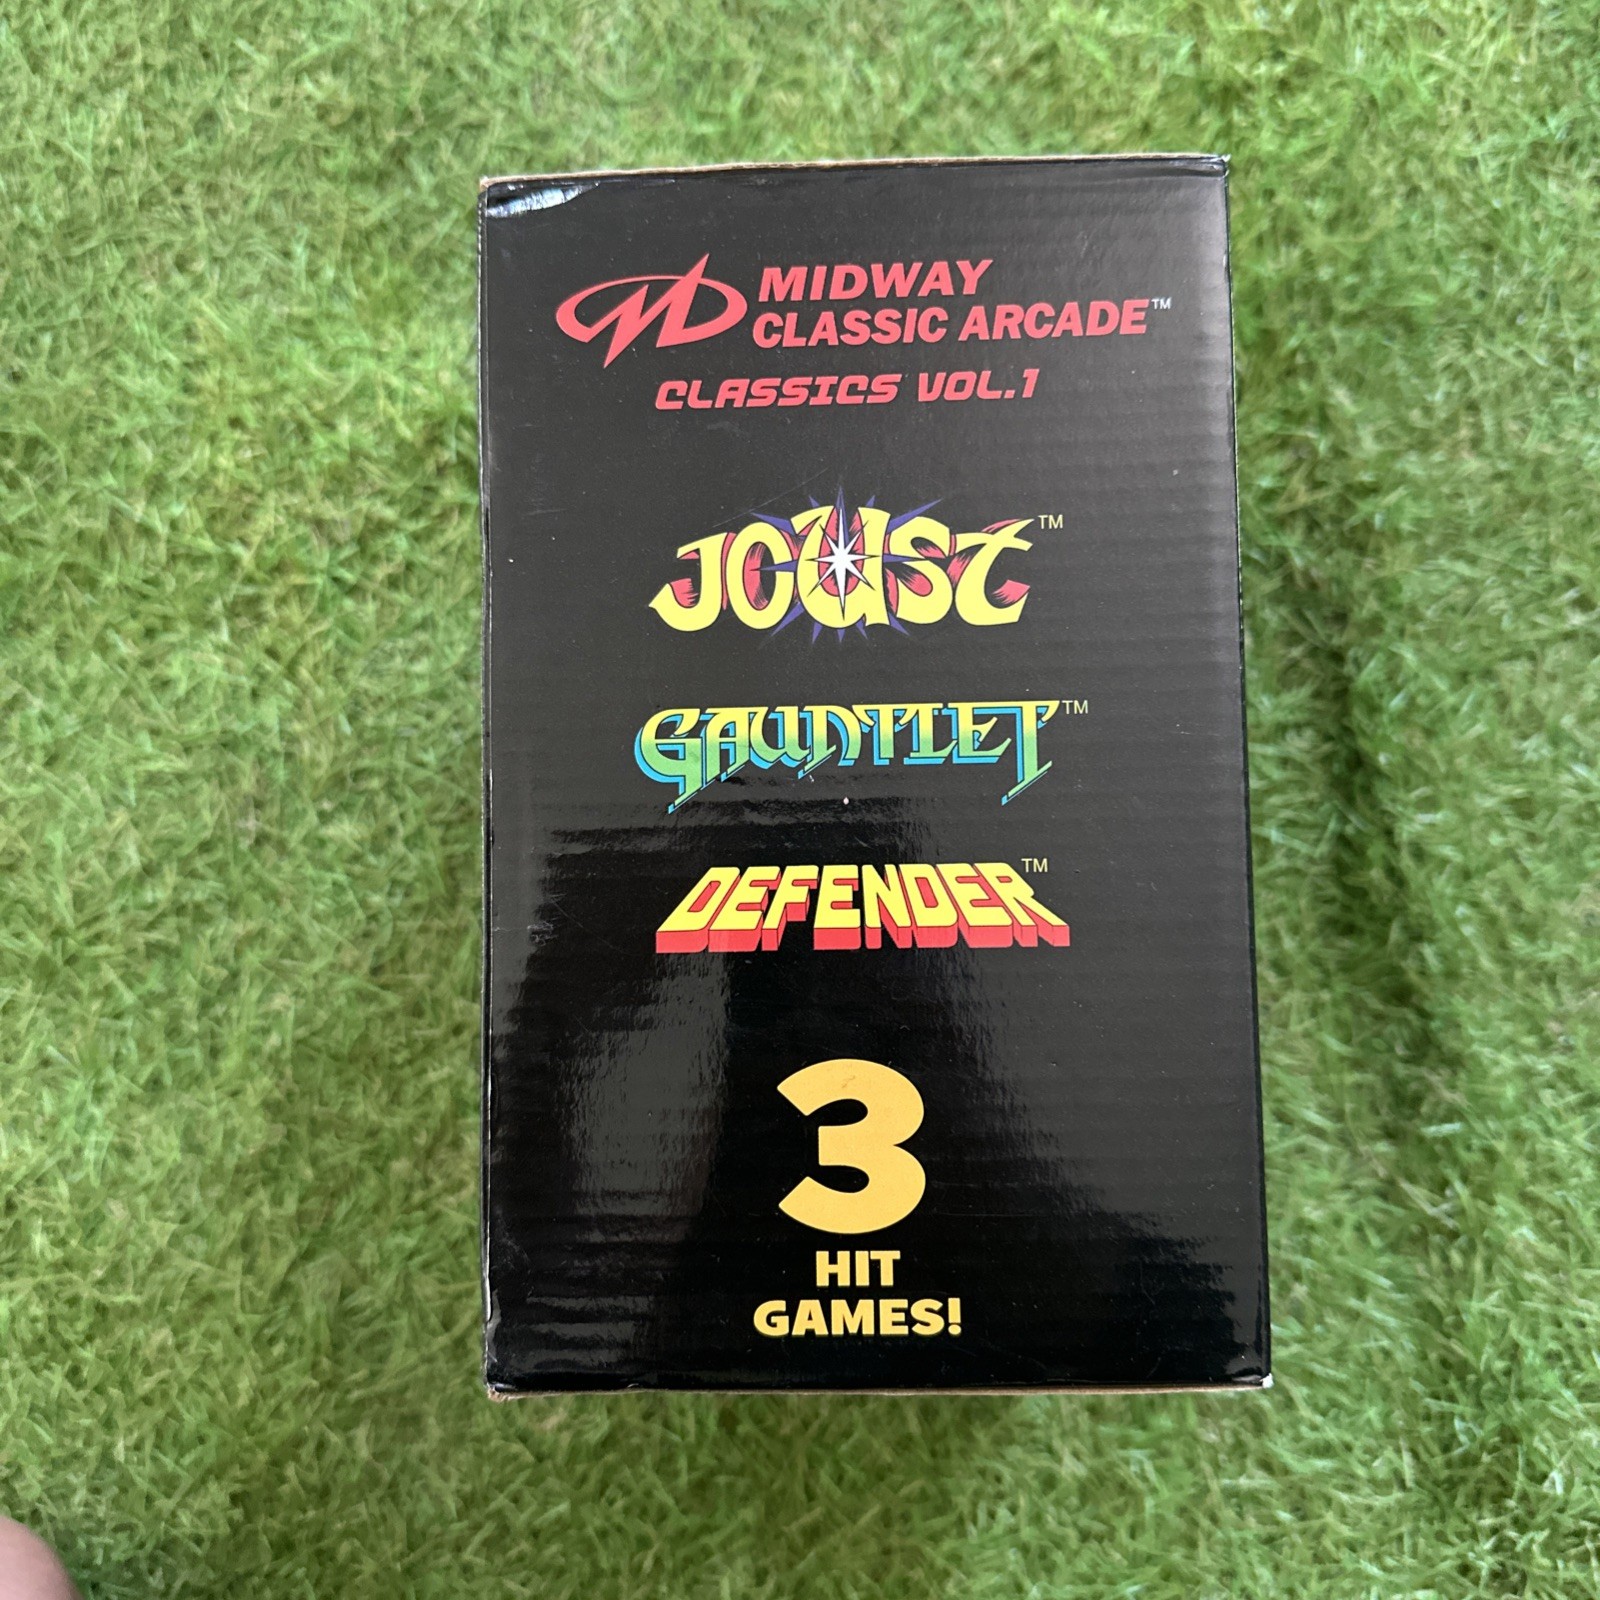 MIDWAY
CLASSIC ARCADE™
CLASSICS VOL.1
JOUST™
GAUNTLET™
DEFENDER™
3
HIT
GAMES!